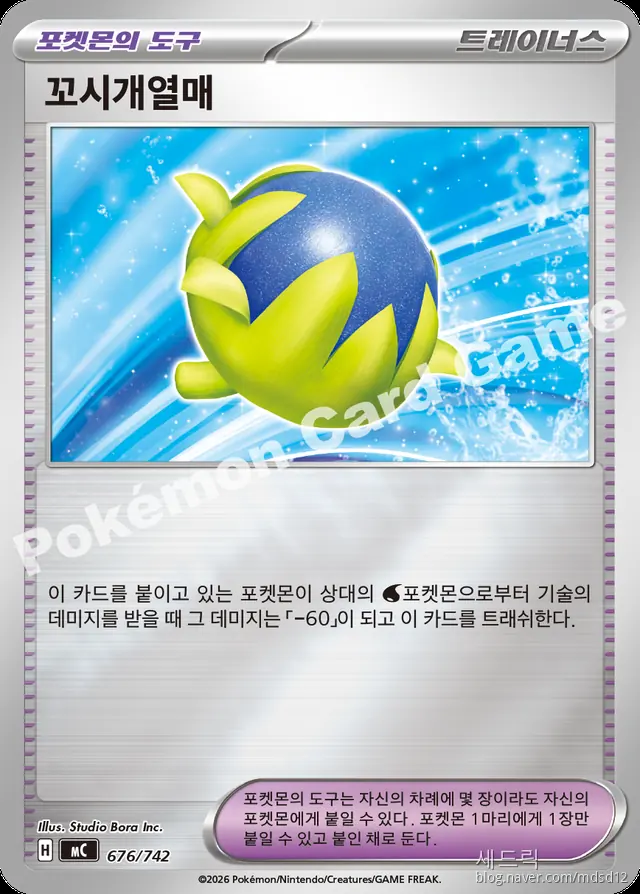 포켓몬의 도구
트레이너스
꼬시개열매
Pokémon Card Game
이 카드를 붙이고 있는 포켓몬이 상대의 포켓몬으로부터 기술의
데미지를 받을 때 그 데미지는 「-60」이 되고 이 카드를 트래쉬한다.
포켓몬의 도구는 자신의 차례에 몇 장이라도 자신의
포켓몬에게 붙일 수 있다. 포켓몬 1마리에게 1장만
붙일 수 있고 붙인 채로 둔다.
Illus. Studio Bora Inc.
H MC 676/742
©2026 Pokémon/Nintendo/Creatures/GAME FREAK.
세드릭
blog.naver.com/mdsd12